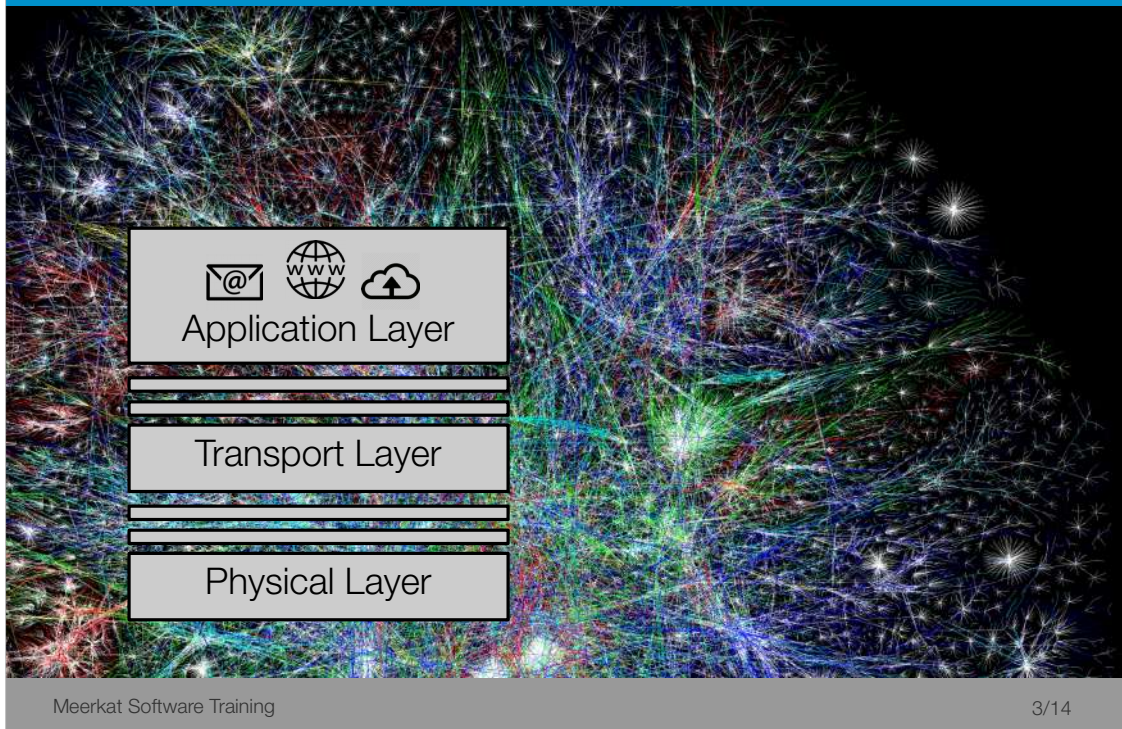 @
www
Application Layer
Transport Layer
Physical Layer
Meerkat Software Training
3/14